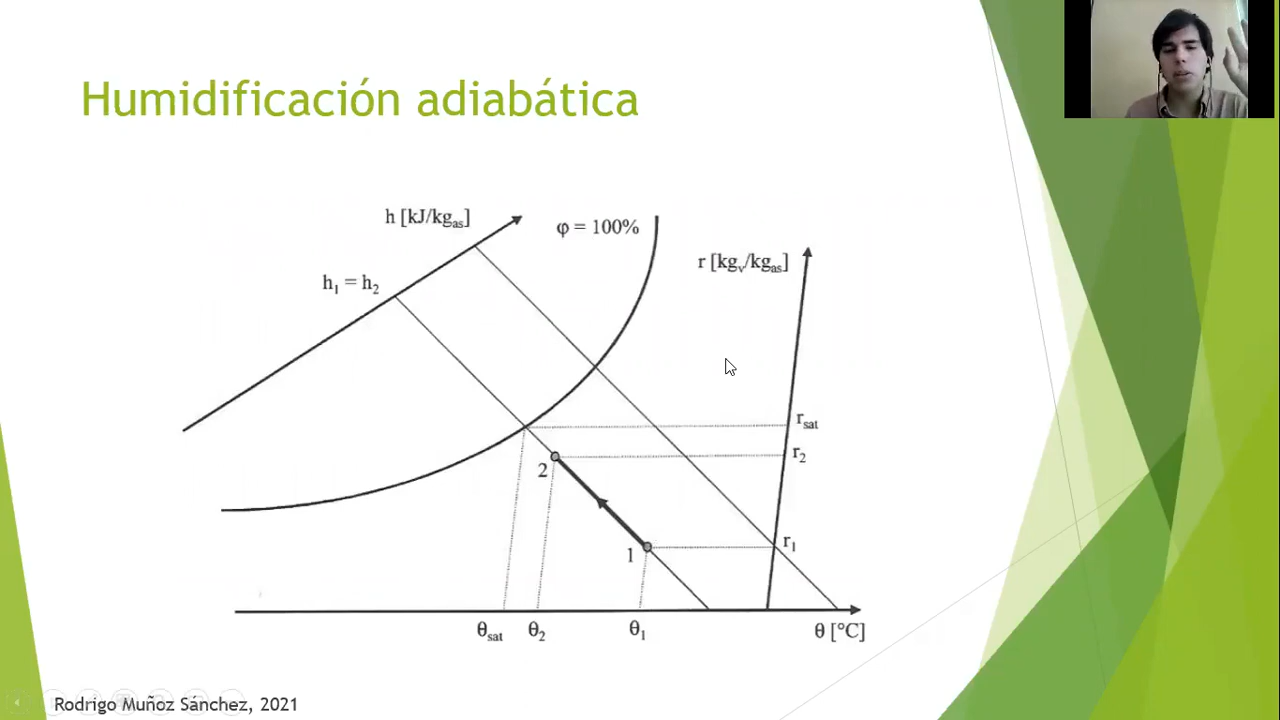 Humidificación adiabática
h [kJ/kgas]
φ = 100%
r [kgv/kgas]
h1 = h2
rsat
r2
2
1
r1
θsat
θ2
θ1
θ [°C]
Rodrigo Muñoz Sánchez, 2021